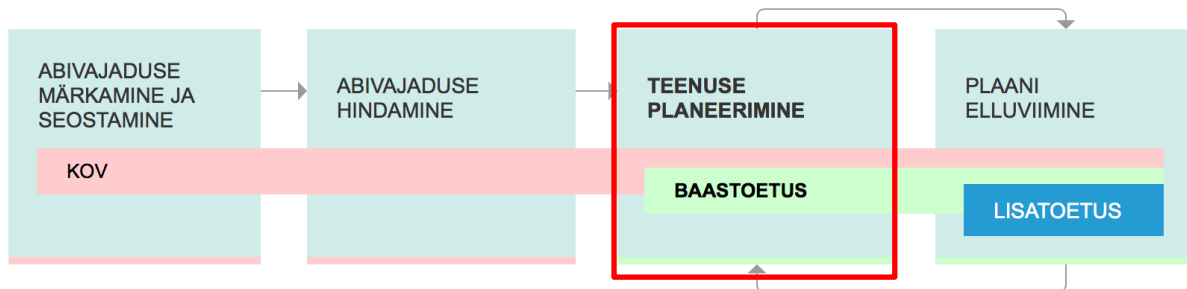 ABIVAJADUSE
MÄRKAMINE JA
SEOSTAMINE
ABIVAJADUSE
HINDAMINE
TEENUSE
PLANEERIMINE
PLAANI
ELLUVIIMINE
KOV
BAASTOETUS
LISATOETUS